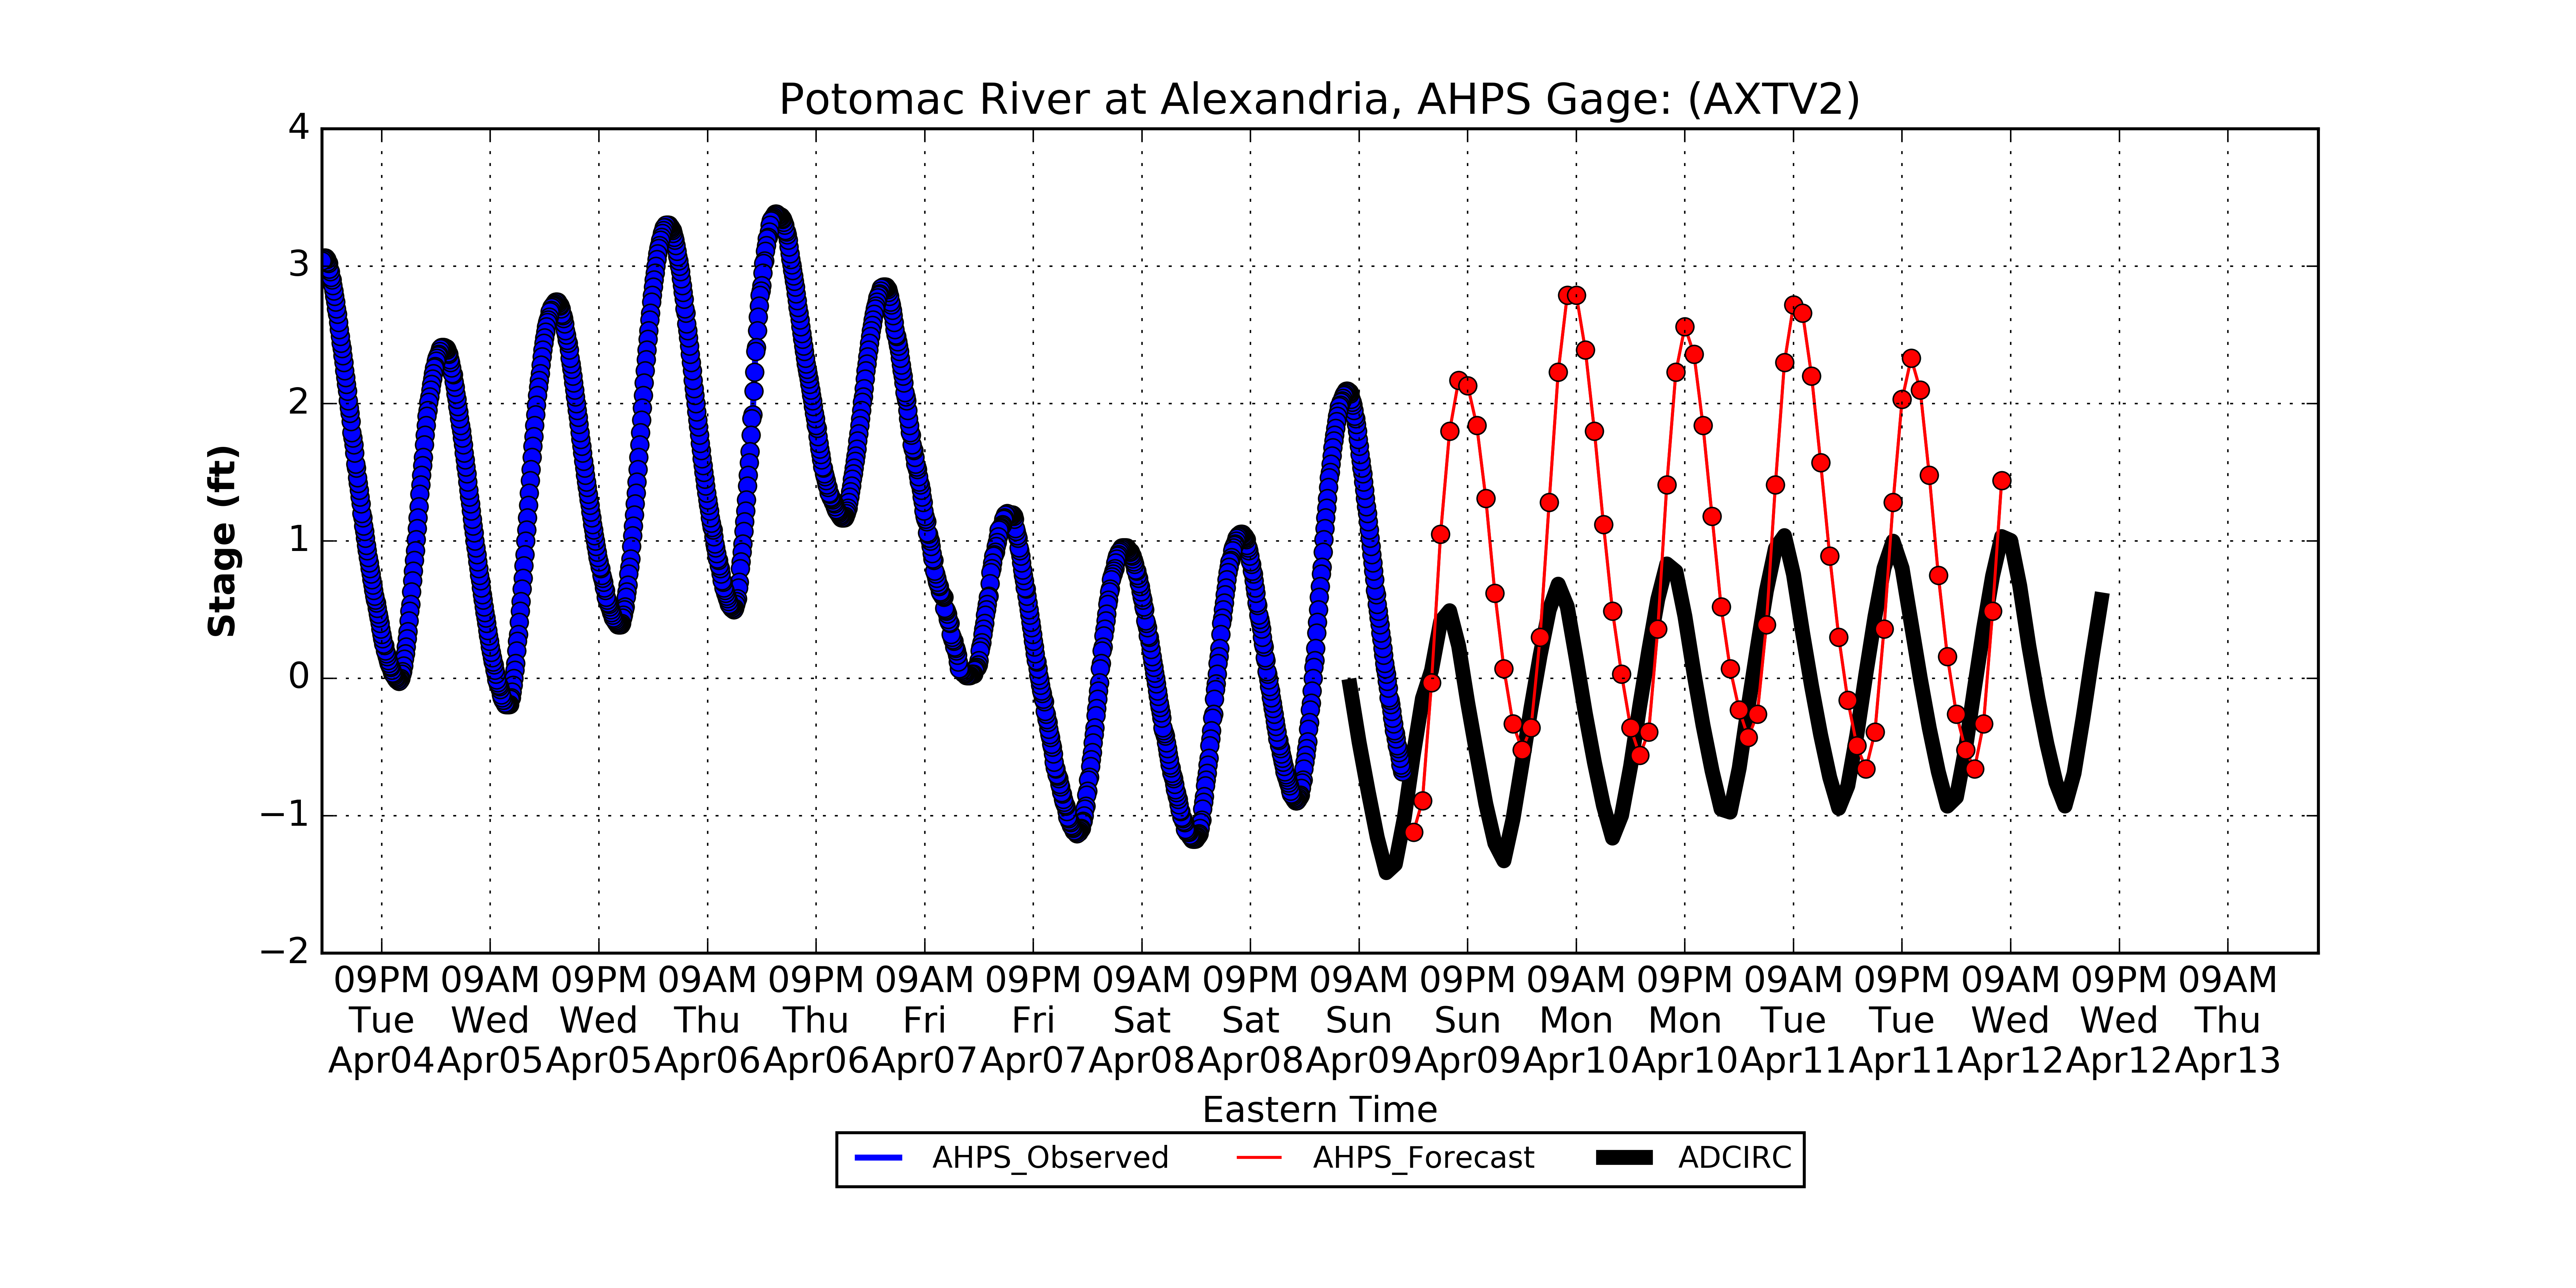 Potomac River at Alexandria, AHPS Gage: (AXTV2)
4
3
2
1
0
−1
−2
Stage (ft)
09PM 09AM 09PM 09AM 09PM 09AM 09PM 09AM 09PM 09AM 09PM 09AM 09PM 09AM 09PM 09AM 09PM 09AM
Tue Wed Wed Thu Thu Fri Fri Sat Sat Sun Sun Mon Mon Tue Tue Wed Wed Thu
Apr04 Apr05 Apr05 Apr06 Apr06 Apr07 Apr07 Apr08 Apr08 Apr09 Apr09 Apr10 Apr10 Apr11 Apr11 Apr12 Apr12 Apr13
Eastern Time
AHPS_Observed AHPS_Forecast ADCIRC